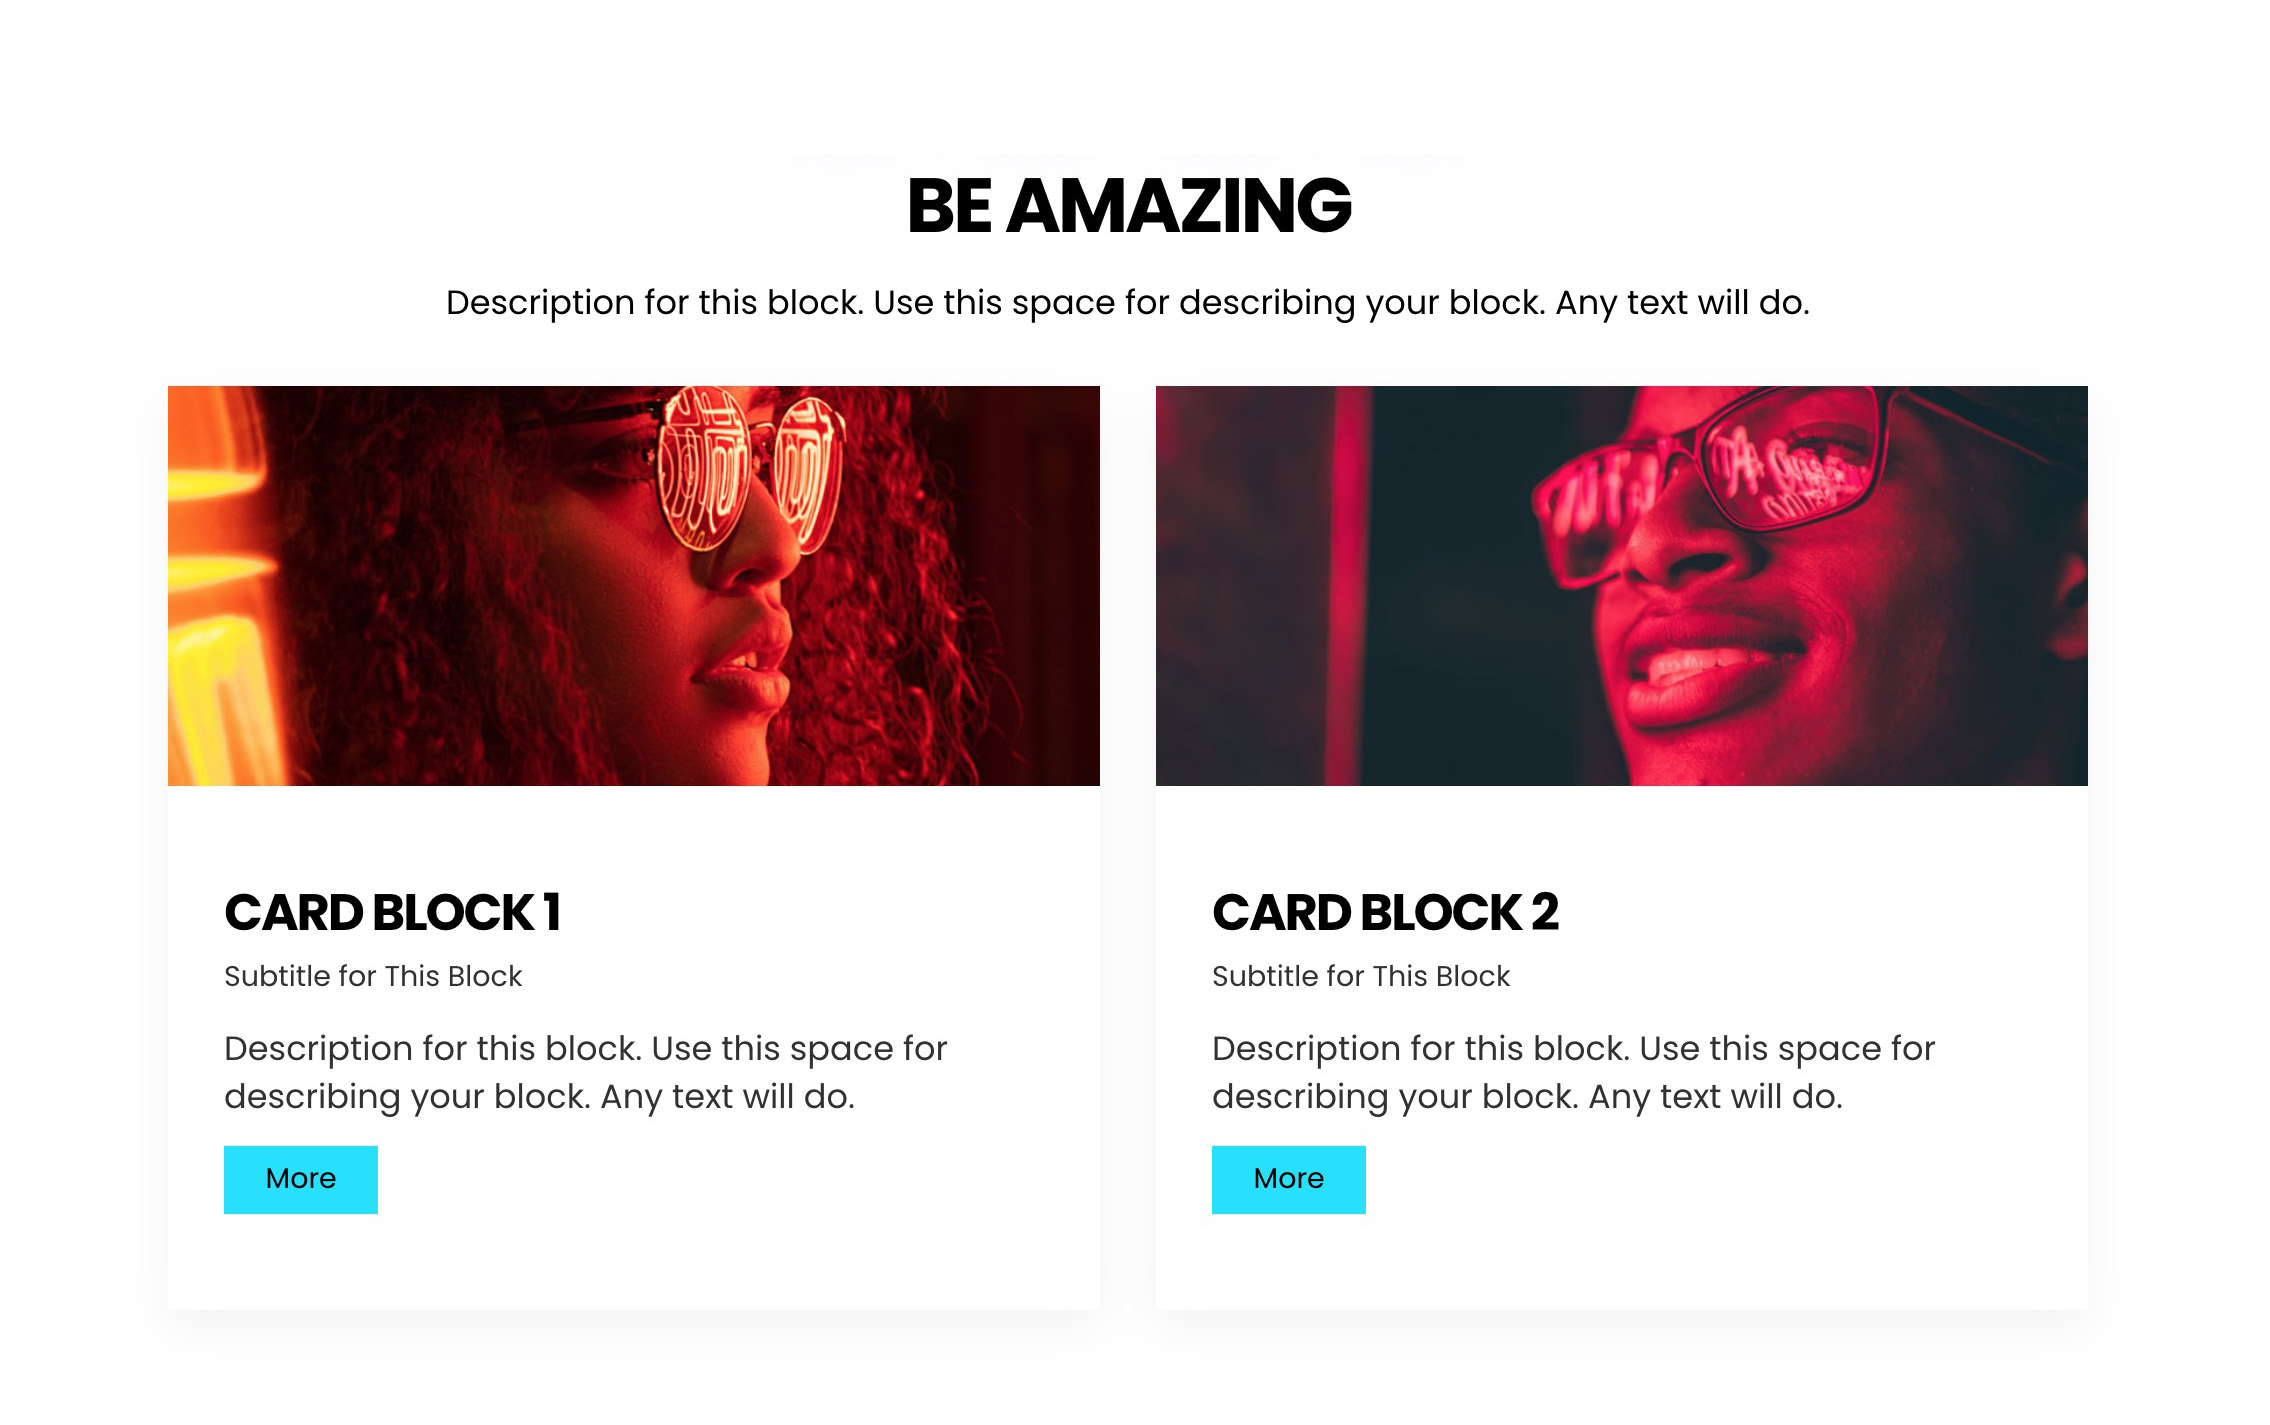 BE AMAZING
Description for this block. Use this space for describing your block. Any text will do.
CARD BLOCK 1
Subtitle for This Block
Description for this block. Use this space for
describing your block. Any text will do.
More
CARD BLOCK 2
Subtitle for This Block
Description for this block. Use this space for
describing your block. Any text will do.
More